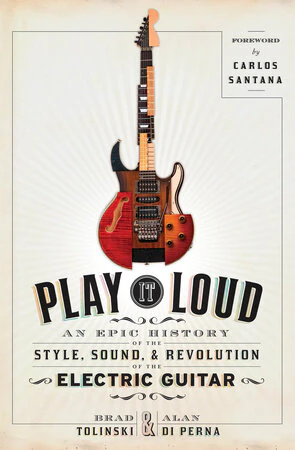 FOREWORD
by
CARLOS
SANTANA
PLAY IT LOUD
AN EPIC HISTORY
OF THE
STYLE, SOUND, & REVOLUTION
OF THE
ELECTRIC GUITAR
BRAD & ALAN
TOLINSKI DI PERNA